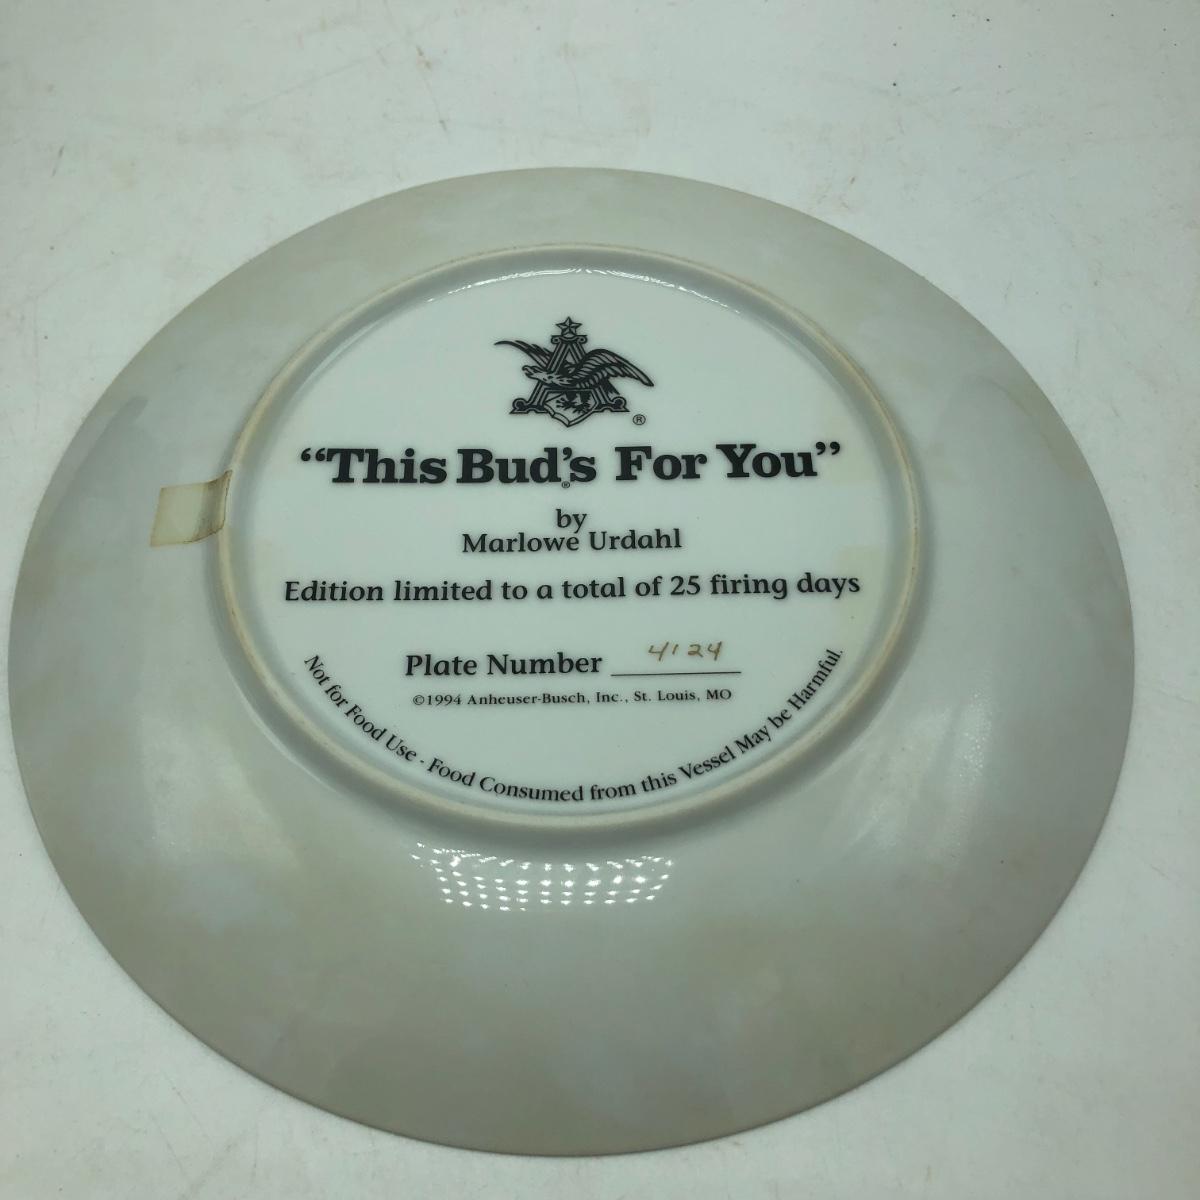 ®
“This Bud's For You”
®
by
Marlowe Urdahl
Edition limited to a total of 25 firing days
Plate Number 4124
©1994 Anheuser-Busch, Inc., St. Louis, MO
Not for Food Use - Food Consumed from this Vessel May be Harmful.